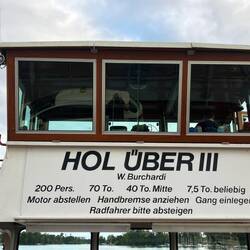 HOL ÜBER III
W. Burchardi
200 Pers. 70 To. 40 To. Mitte 7,5 To. beliebig
Motor abstellen Handbremse anziehen Gang einlegen
Radfahrer bitte absteigen